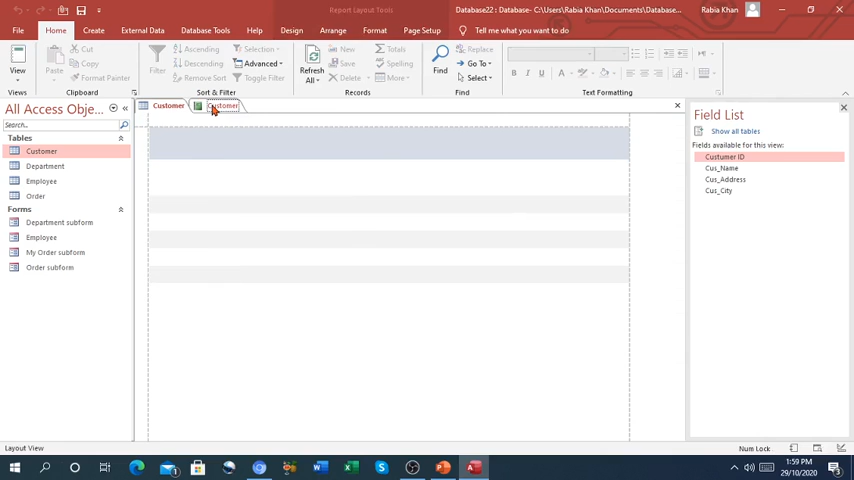 Report Layout Tools
Database22 : Database- C:\Users\Rabia Khan\Documents\Database...
Rabia Khan
File
Home
Create
External Data
Database Tools
Help
Design
Arrange
Format
Page Setup
Tell me what you want to do
View
Views
Paste
Cut
Copy
Format Painter
Clipboard
Filter
Ascending
Descending
Remove Sort
Selection
Advanced
Toggle Filter
Sort & Filter
Refresh All
New
Save
Delete
Totals
Spelling
More
Records
Find
Replace
Go To
Select
Find
B I U
A
Text Formatting
All Access Obje...
Search...
Tables
Customer
Department
Employee
Order
Forms
Department subform
Employee
My Order subform
Order subform
Customer
Customer
Field List
Show all tables
Fields available for this view:
Custumer ID
Cus_Name
Cus_Address
Cus_City
Layout View
Num Lock
1:59 PM
29/10/2020